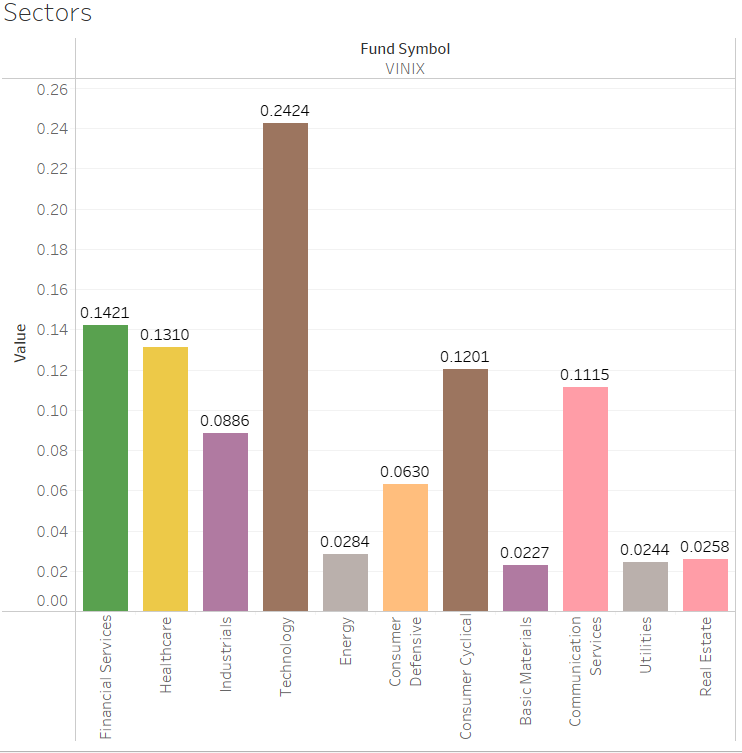 Sectors
Fund Symbol
VINIX
Value
0.26
0.24
0.22
0.20
0.18
0.16
0.14
0.12
0.10
0.08
0.06
0.04
0.02
0.00
0.1421
0.1310
0.0886
0.2424
0.0284
0.0630
0.1201
0.0227
0.1115
0.0244
0.0258
Financial Services
Healthcare
Industrials
Technology
Energy
Consumer
Defensive
Consumer Cyclical
Basic Materials
Communication
Services
Utilities
Real Estate